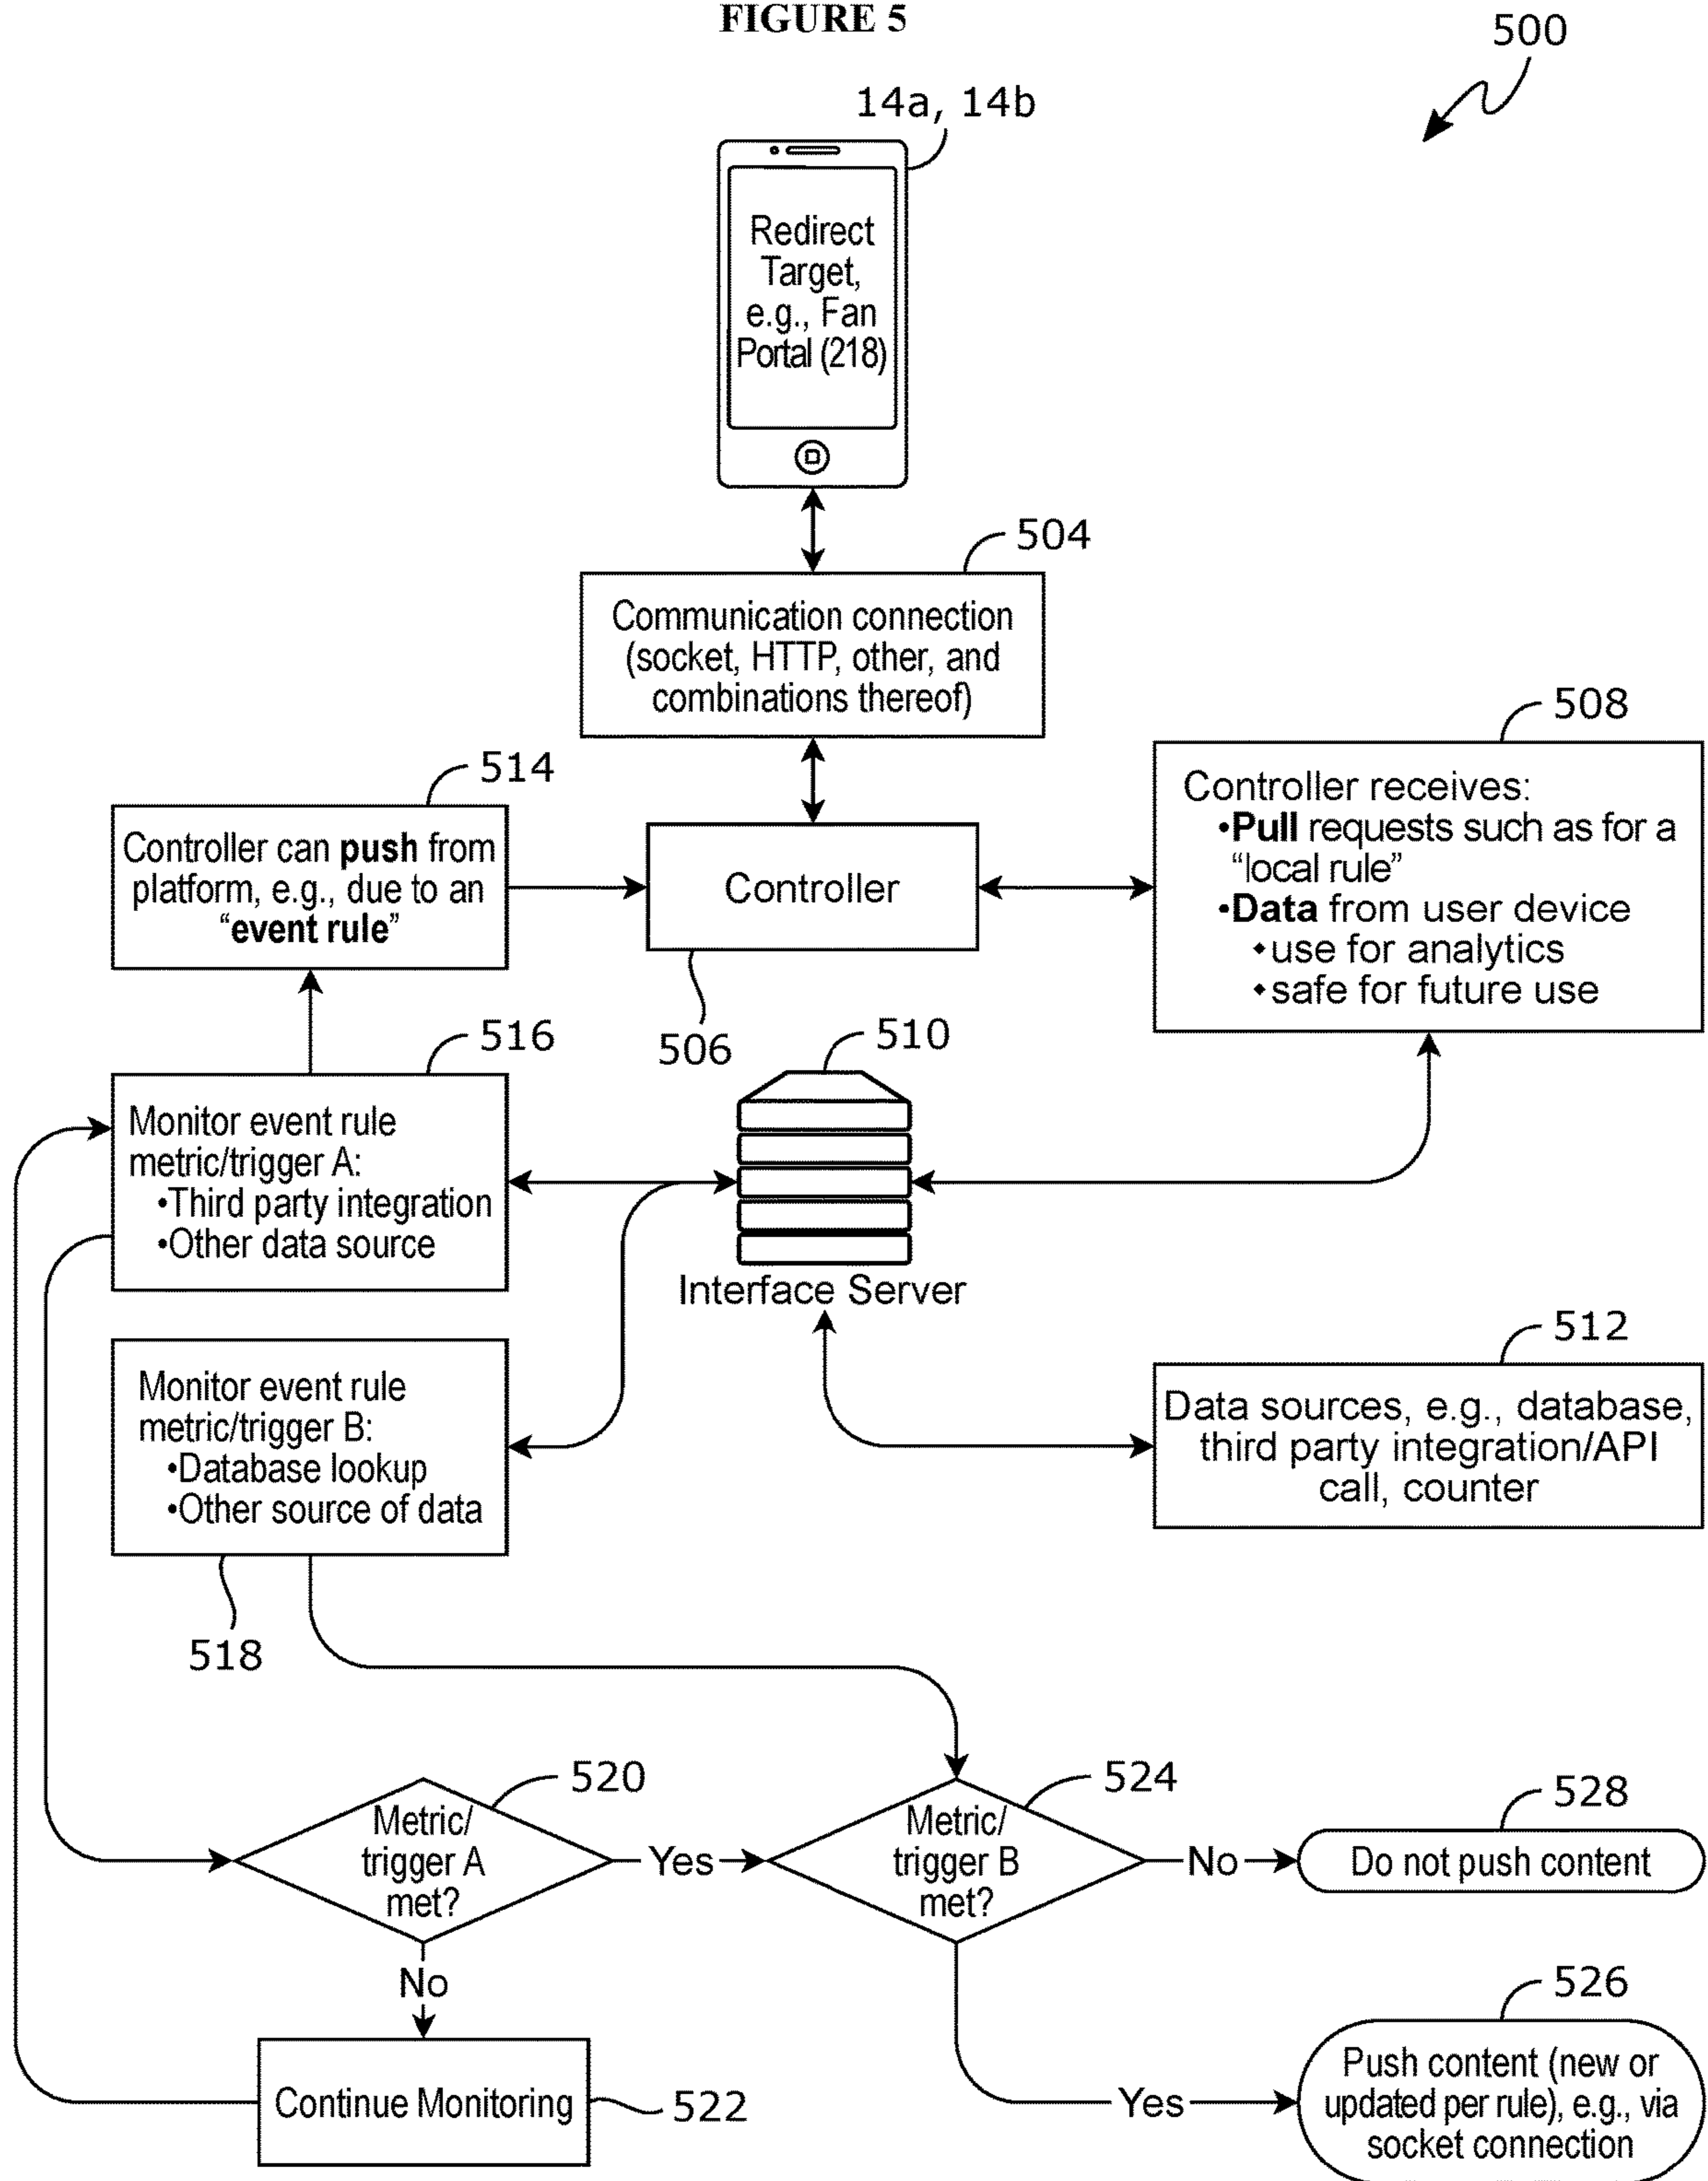 FIGURE 5
500
14a, 14b
Redirect
Target,
e.g., Fan
Portal (218)
504
Communication connection
(socket, HTTP, other, and
combinations thereof)
508
Controller receives:
•Pull requests such as for a
“local rule”
•Data from user device
◆use for analytics
◆safe for future use
514
Controller can push from
platform, e.g., due to an
“event rule”
Controller
506
516
Monitor event rule
metric/trigger A:
•Third party integration
•Other data source
510
Interface Server
512
Data sources, e.g., database,
third party integration/API
call, counter
Monitor event rule
metric/trigger B:
•Database lookup
•Other source of data
518
520
Metric/
trigger A
met?
Yes
524
Metric/
trigger B
met?
No
528
Do not push content
No
Continue Monitoring
522
Yes
526
Push content (new or
updated per rule), e.g., via
socket connection